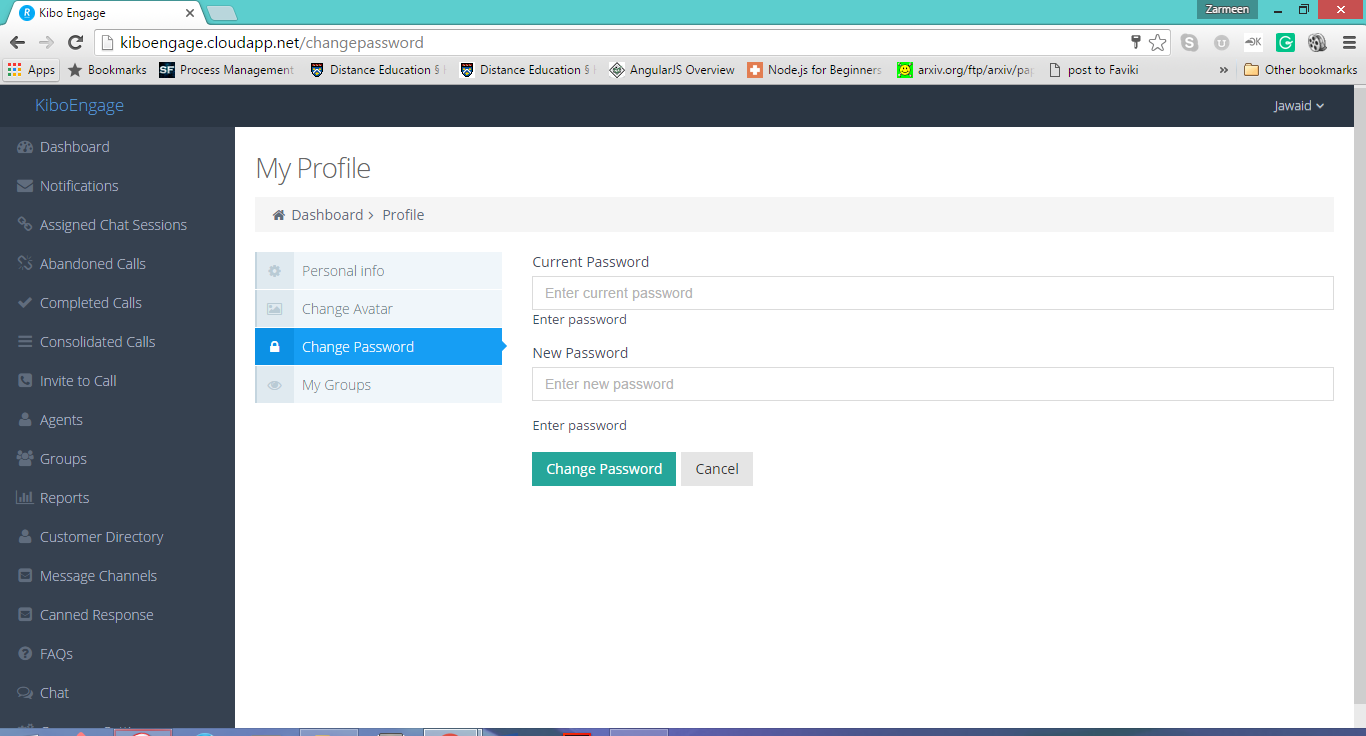 Kibo Engage
Zarmeen
kiboengage.cloudapp.net/changepassword
Apps Bookmarks SF Process Management Distance Education § Distance Education § AngularJS Overview Node.js for Beginners arxiv.org/ftp/arxiv/pap post to Faviki » Other bookmarks
KiboEngage
Jawaid
Dashboard
Notifications
Assigned Chat Sessions
Abandoned Calls
Completed Calls
Consolidated Calls
Invite to Call
Agents
Groups
Reports
Customer Directory
Message Channels
Canned Response
FAQs
Chat
My Profile
Dashboard > Profile
Personal info
Change Avatar
Change Password
My Groups
Current Password
Enter current password
Enter password
New Password
Enter new password
Enter password
Change Password Cancel